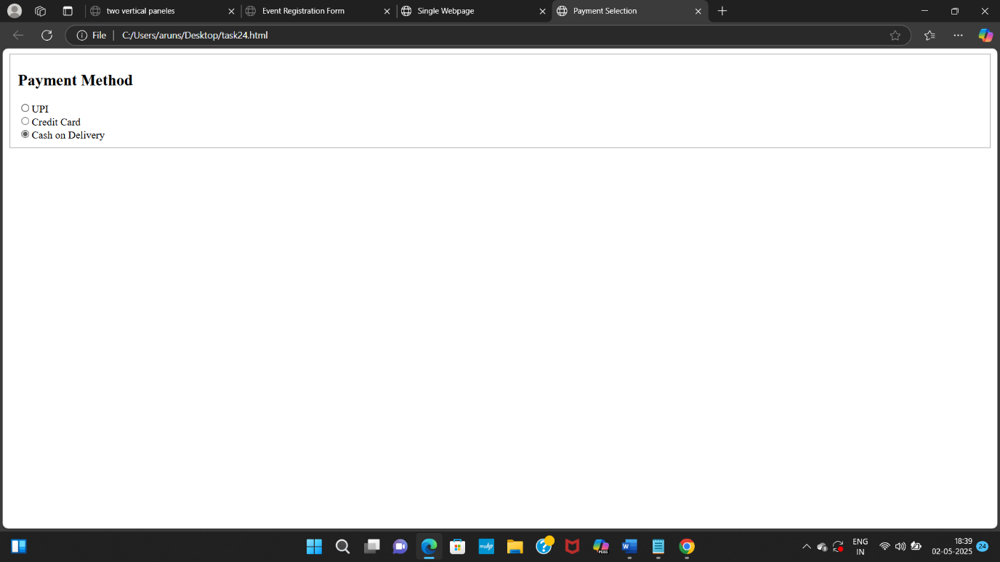 two vertical paneles
Event Registration Form
Single Webpage
Payment Selection
File
C:/Users/aruns/Desktop/task24.html
Payment Method
UPI
Credit Card
Cash on Delivery
myhp
W
ENG
IN
18:39
02-05-2025
24